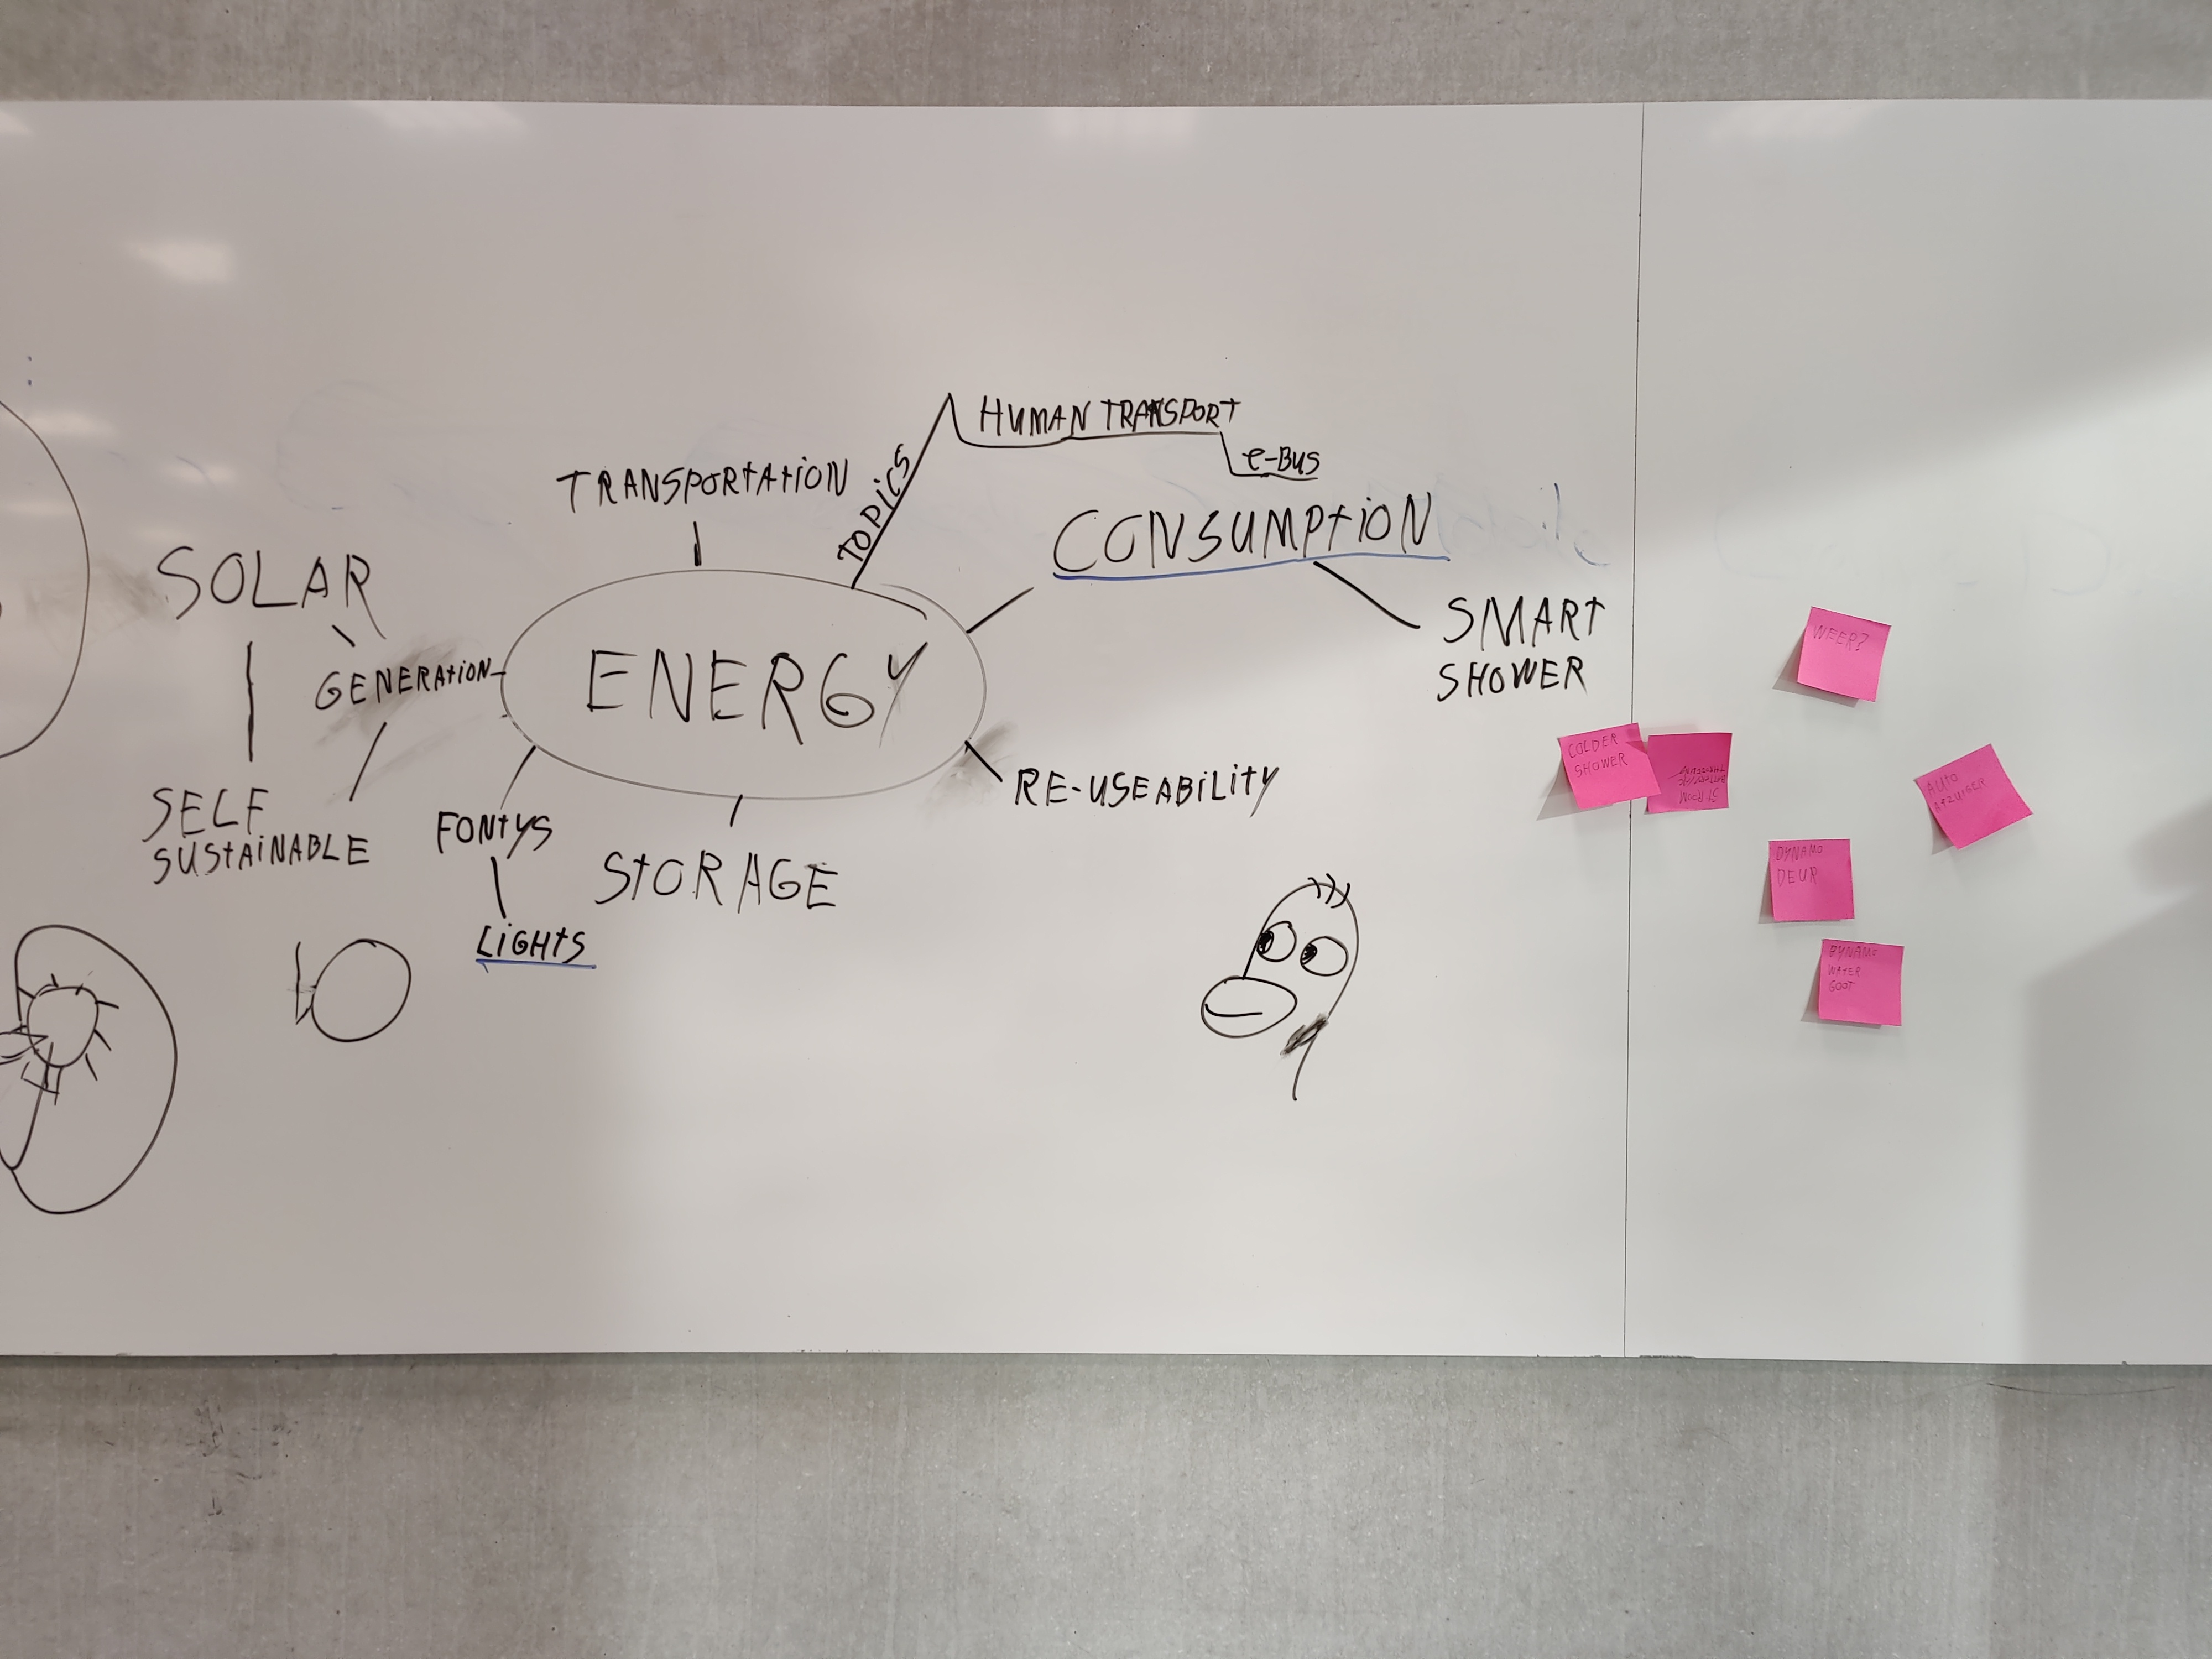 HUMAN TRANSPORT
e-BUS
TOPICS
TRANSPORTATION
CONSUMPTION
SOLAR
SMART
SHOWER
GENERATION
ENERGY
WEER?
RE-USEABILITY
COLDER
SHOWER
STROOM
AUTO
AFZUIGER
SELF
SUSTAINABLE
FONTYS
STORAGE
LIGHTS
DYNAMO
DEUR
DYNAMO
WATER
GOOT